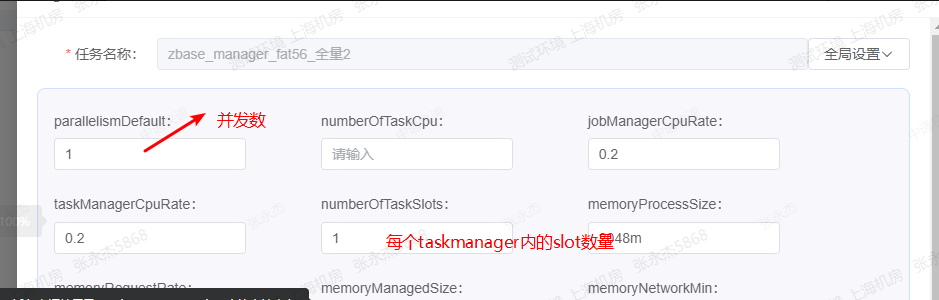 * 任务名称: zbase_manager_fat56_全量2 全局设置
parallelismDefault: 并发数 numberOfTaskCpu: jobManagerCpuRate:
1 请输入 0.2
taskManagerCpuRate: numberOfTaskSlots: memoryProcessSize:
0.2 1 每个taskmanager内的slot数量 048m
100%
memoryRequestRate: memoryManagedSize: memoryNetworkMin:
测试环境 上海机房 张永杰5868